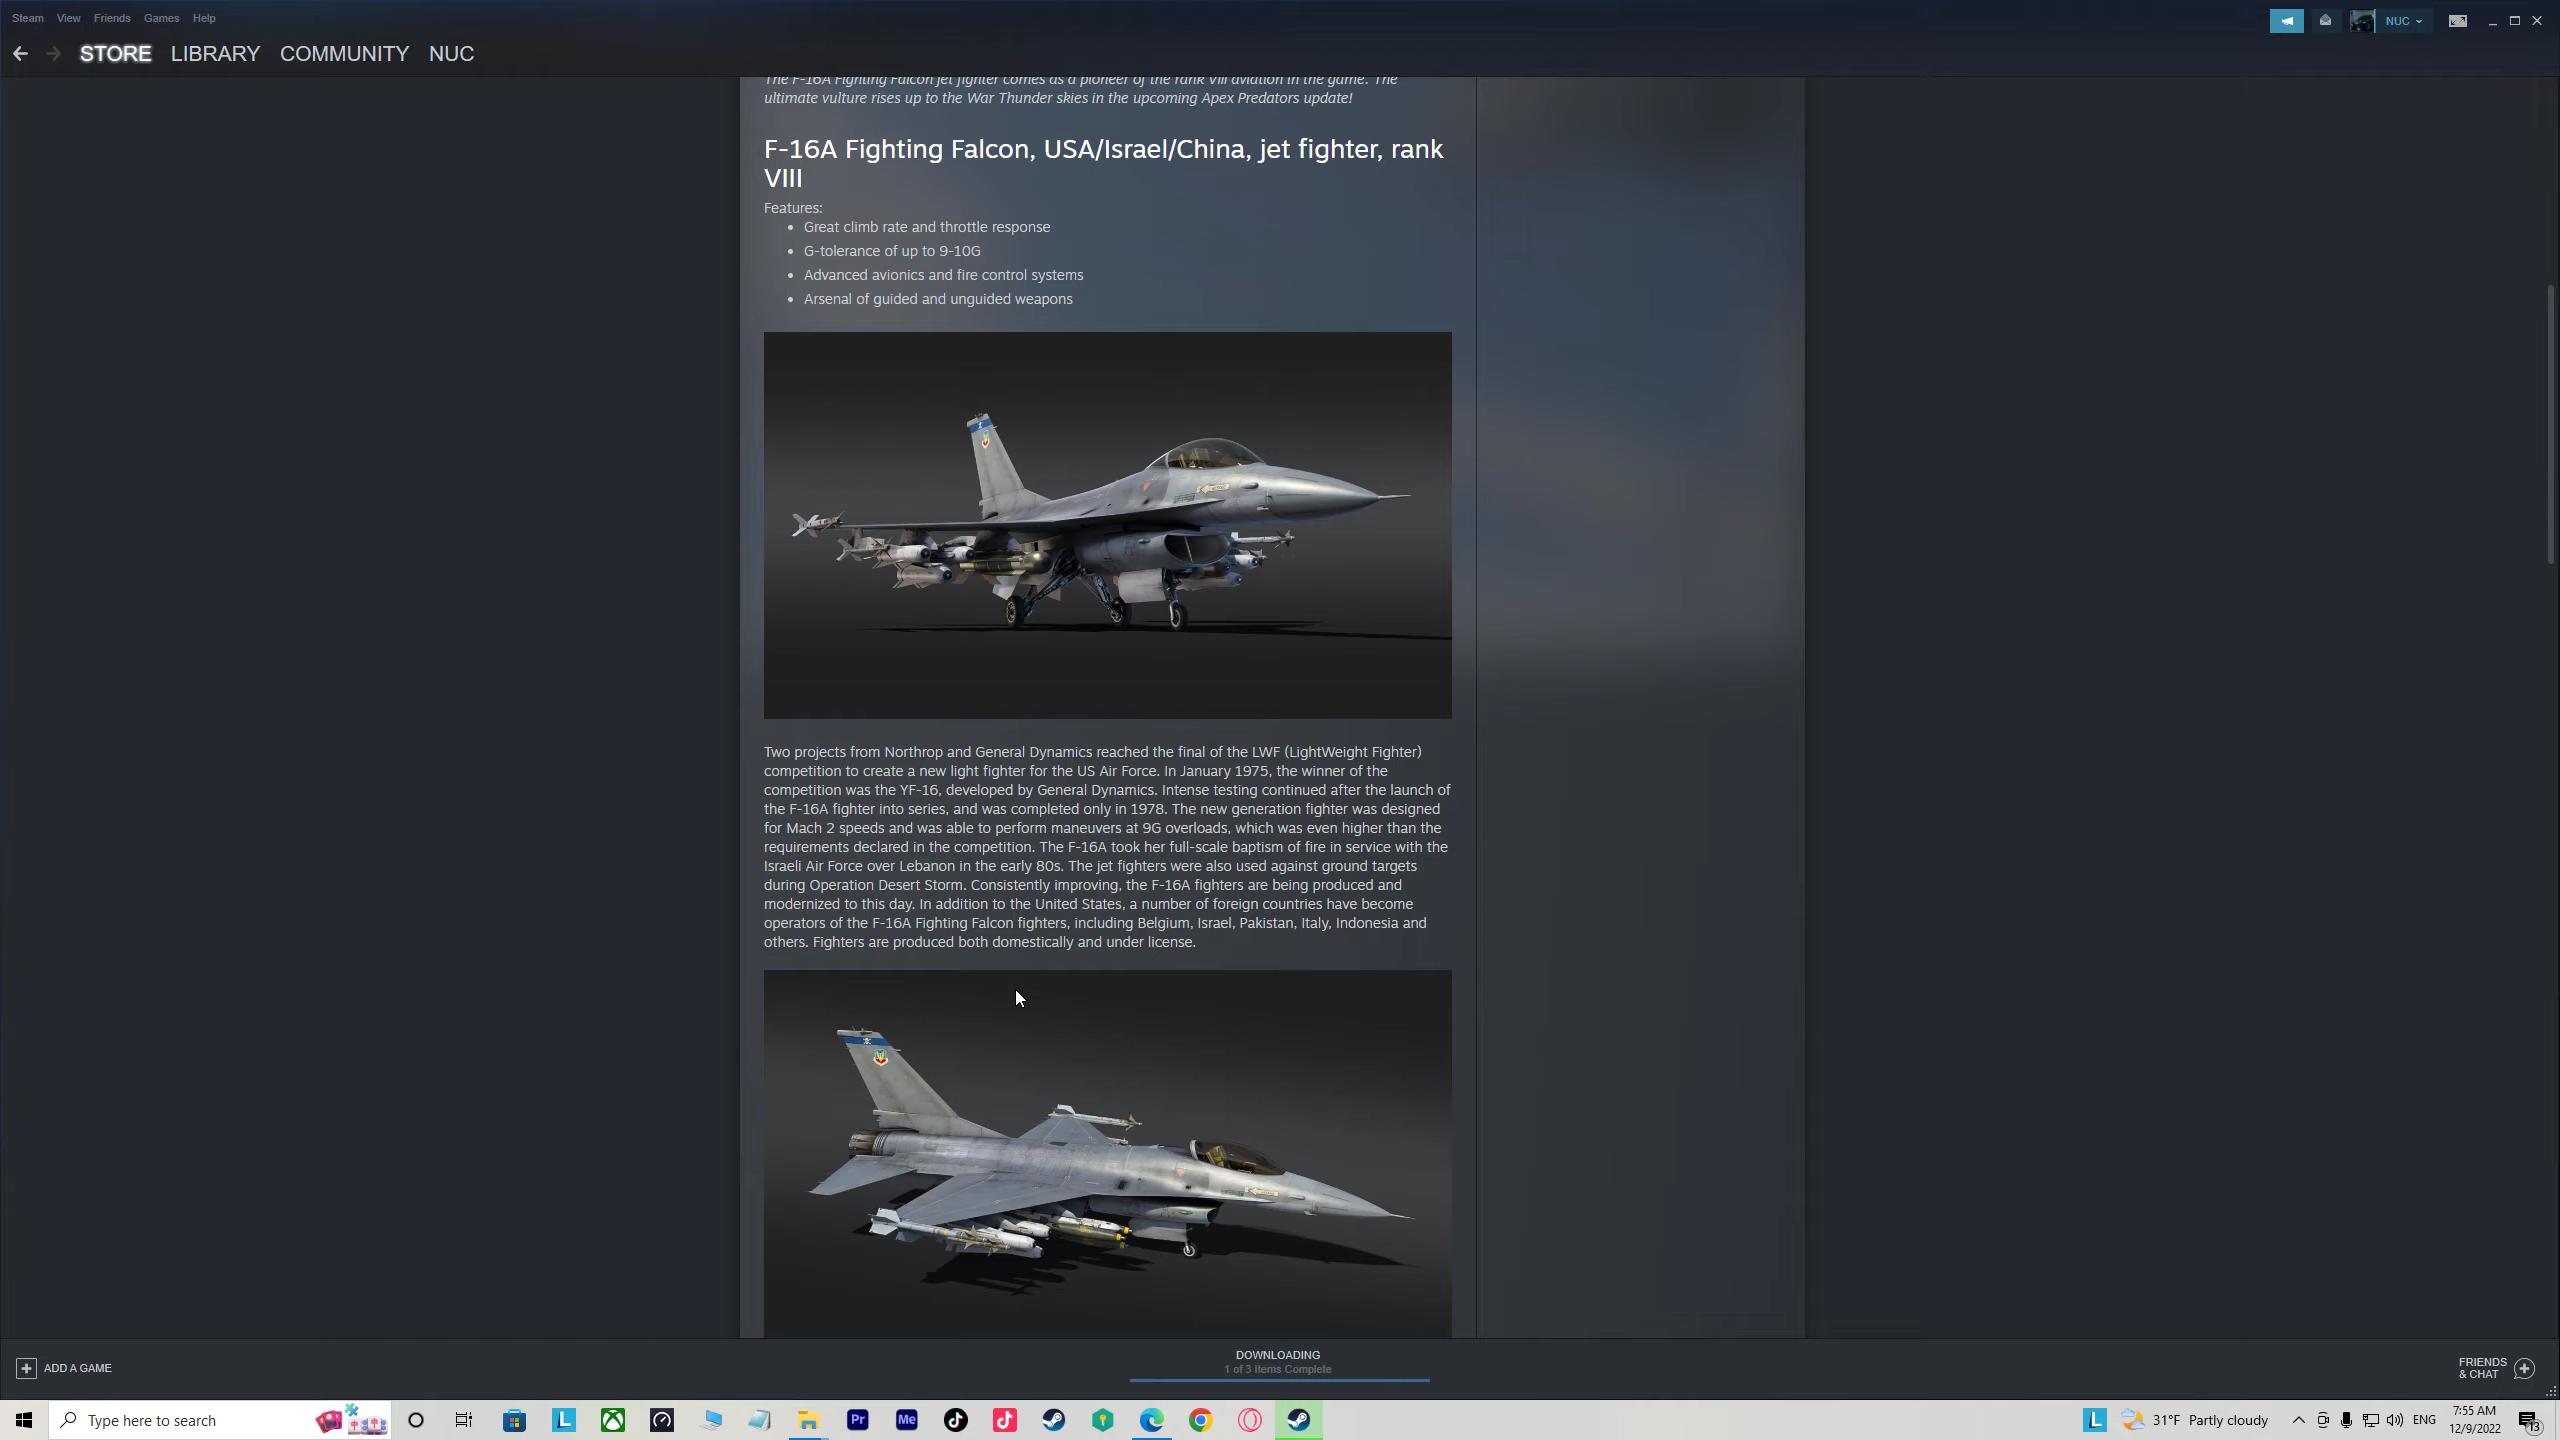 Steam View Friends Games Help
NUC
STORE LIBRARY COMMUNITY NUC
The F-16A Fighting Falcon jet fighter comes as a pioneer of the rank VIII aviation in the game. The
ultimate vulture rises up to the War Thunder skies in the upcoming Apex Predators update!
F-16A Fighting Falcon, USA/Israel/China, jet fighter, rank
VIII
Features:
• Great climb rate and throttle response
• G-tolerance of up to 9-10G
• Advanced avionics and fire control systems
• Arsenal of guided and unguided weapons
Two projects from Northrop and General Dynamics reached the final of the LWF (LightWeight Fighter)
competition to create a new light fighter for the US Air Force. In January 1975, the winner of the
competition was the YF-16, developed by General Dynamics. Intense testing continued after the launch of
the F-16A fighter into series, and was completed only in 1978. The new generation fighter was designed
for Mach 2 speeds and was able to perform maneuvers at 9G overloads, which was even higher than the
requirements declared in the competition. The F-16A took her full-scale baptism of fire in service with the
Israeli Air Force over Lebanon in the early 80s. The jet fighters were also used against ground targets
during Operation Desert Storm. Consistently improving, the F-16A fighters are being produced and
modernized to this day. In addition to the United States, a number of foreign countries have become
operators of the F-16A Fighting Falcon fighters, including Belgium, Israel, Pakistan, Italy, Indonesia and
others. Fighters are produced both domestically and under license.
ADD A GAME
DOWNLOADING
1 of 3 Items Complete
FRIENDS
& CHAT
Type here to search
L
Pr
Me
L
31°F Partly cloudy
ENG
7:55 AM
12/9/2022
13